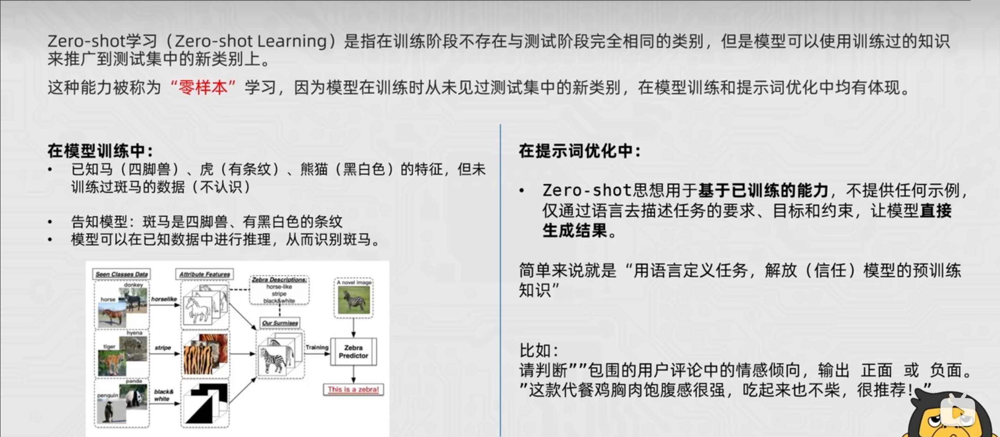 Zero-shot学习（Zero-shot Learning）是指在训练阶段不存在与测试阶段完全相同的类别，但是模型可以使用训练过的知识
来推广到测试集中的新类别上。
这种能力被称为“零样本”学习，因为模型在训练时从未见过测试集中的新类别，在模型训练和提示词优化中均有体现。
在模型训练中：
• 已知马（四脚兽）、虎（有条纹）、熊猫（黑白色）的特征，但未
训练过斑马的数据（不认识）
• 告知模型：斑马是四脚兽、有黑白色的条纹
• 模型可以在已知数据中进行推理，从而识别斑马。
Seen Classes Data
donkey
horse
horselike
hyena
tiger
stripe
panda
penguin
black&
white
Attribute Features
Zebra Descriptions:
horse-like
stripe
black&white
Our Surmises
Training
A novel image
Zebra
Predictor
This is a zebra!
在提示词优化中：
• Zero-shot思想用于基于已训练的能力，不提供任何示例，
仅通过语言去描述任务的要求、目标和约束，让模型直接
生成结果。
简单来说就是“用语言定义任务，解放（信任）模型的预训练
知识”
比如：
请判断””包围的用户评论中的情感倾向，输出 正面 或 负面。
”这款代餐鸡胸肉饱腹感很强，吃起来也不柴，很推荐！”